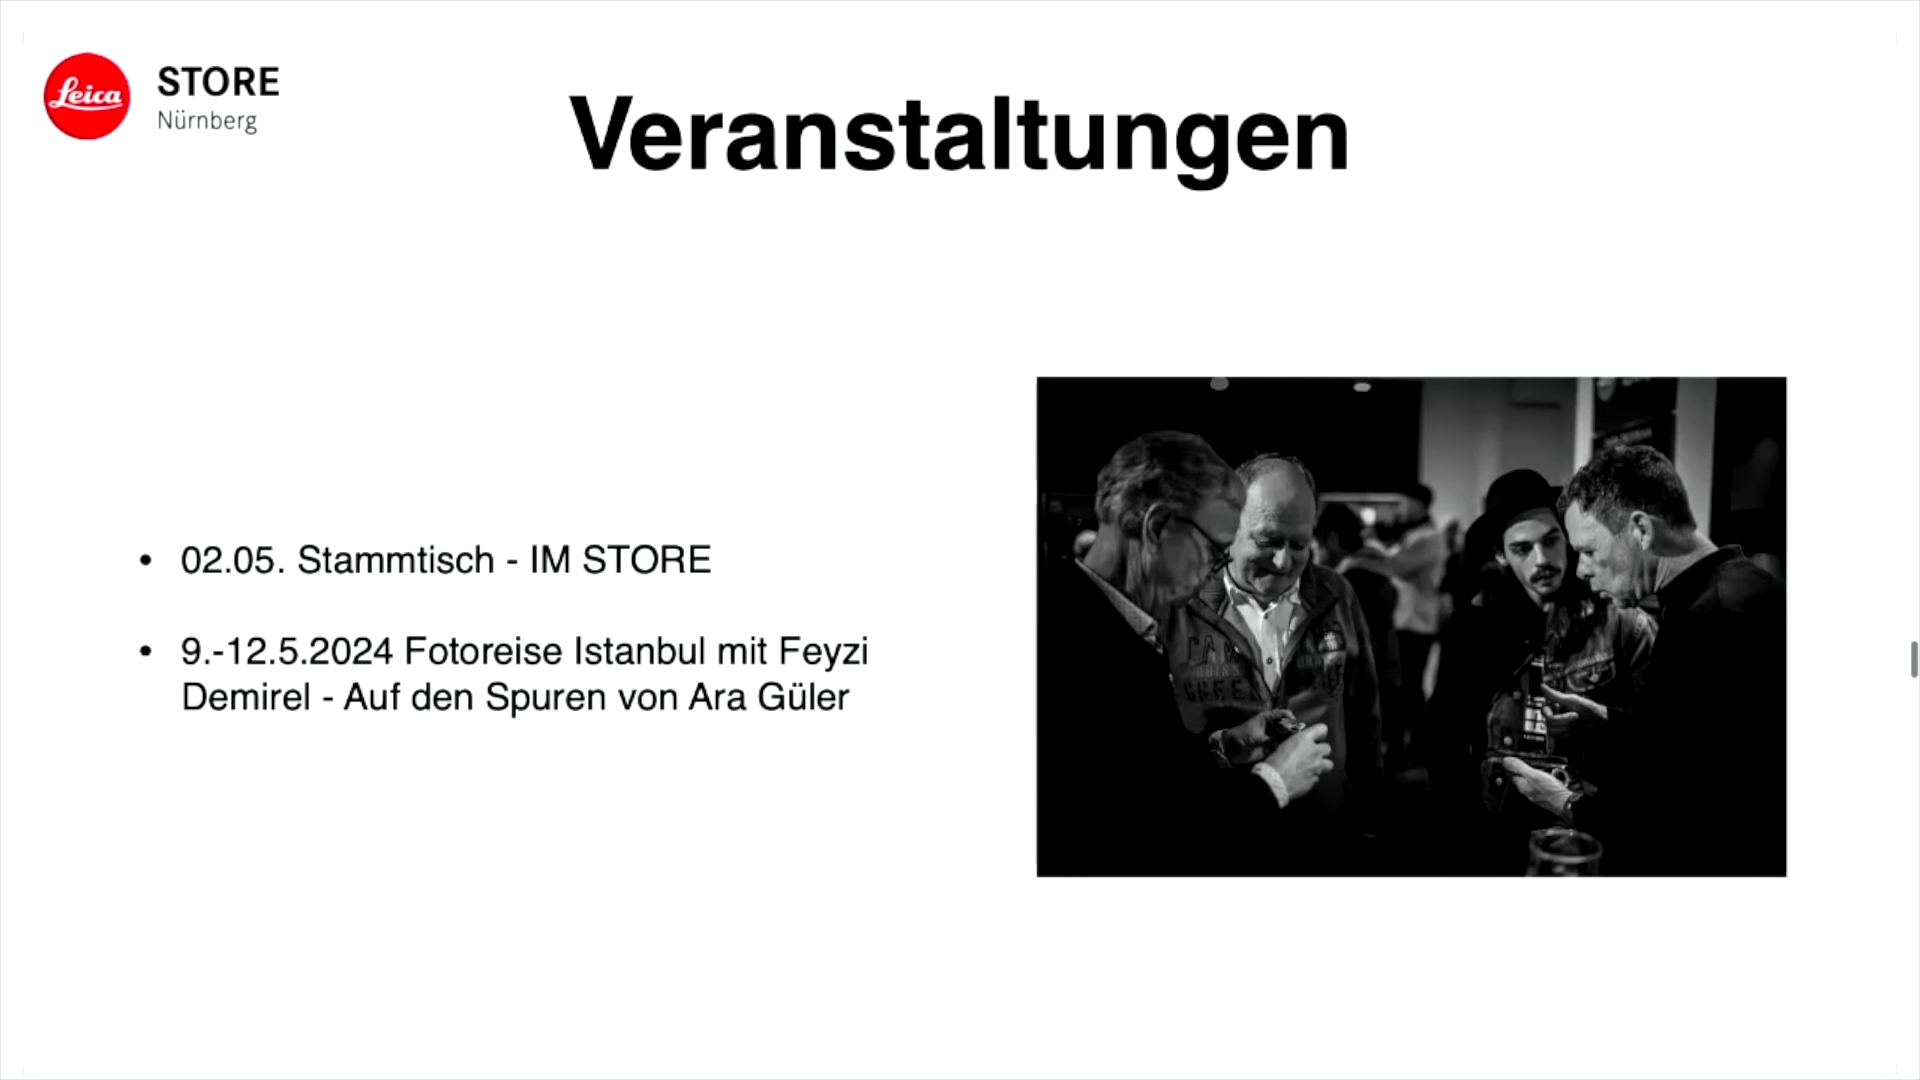 Leica
STORE
Nürnberg
Veranstaltungen
• 02.05. Stammtisch - IM STORE
• 9.-12.5.2024 Fotoreise Istanbul mit Feyzi
Demirel - Auf den Spuren von Ara Güler